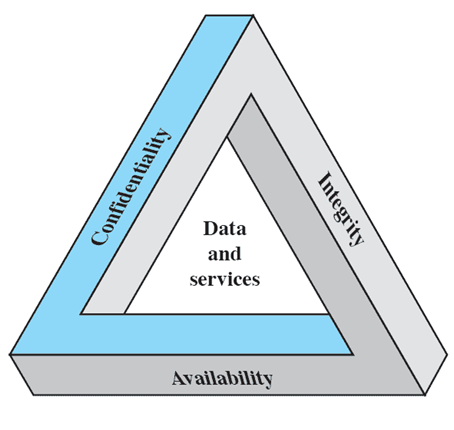 Confidentiality
Integrity
Data
and
services
Availability